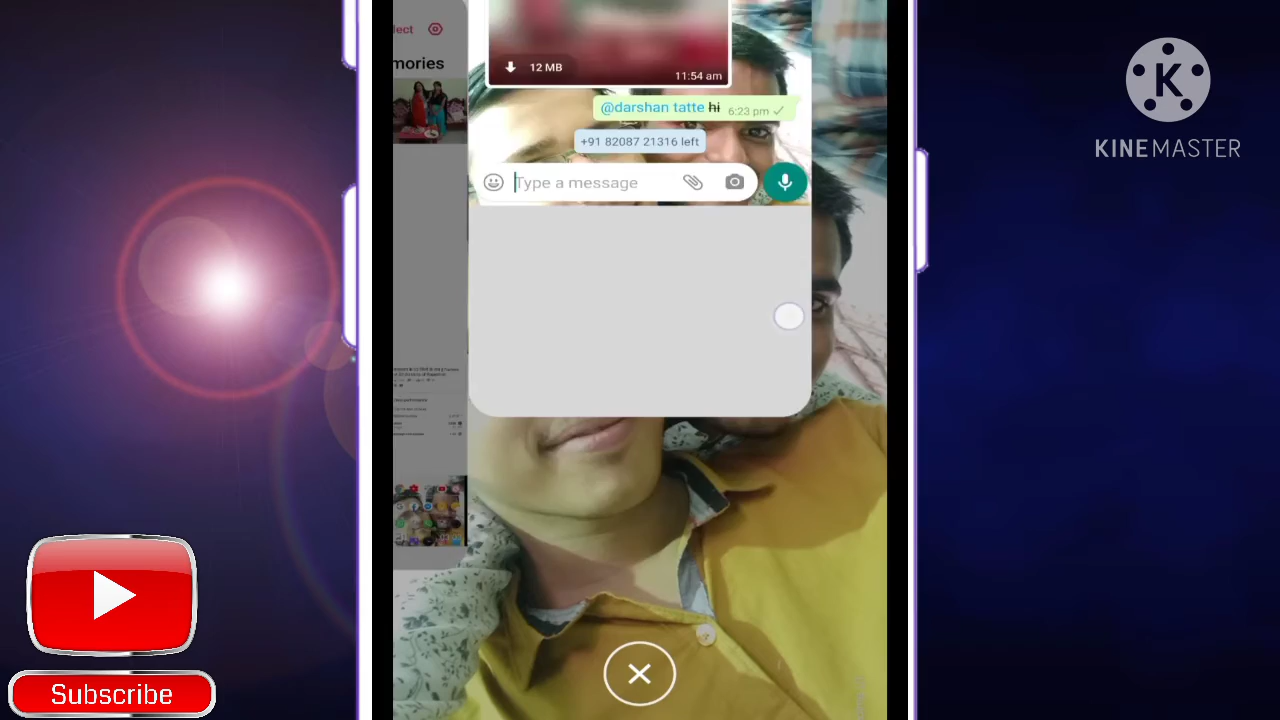 lect
mories
12 MB
11:54 am
@darshan tatte hi 6:23 pm
+91 82087 21316 left
Type a message
K
KINEMASTER
Subscribe